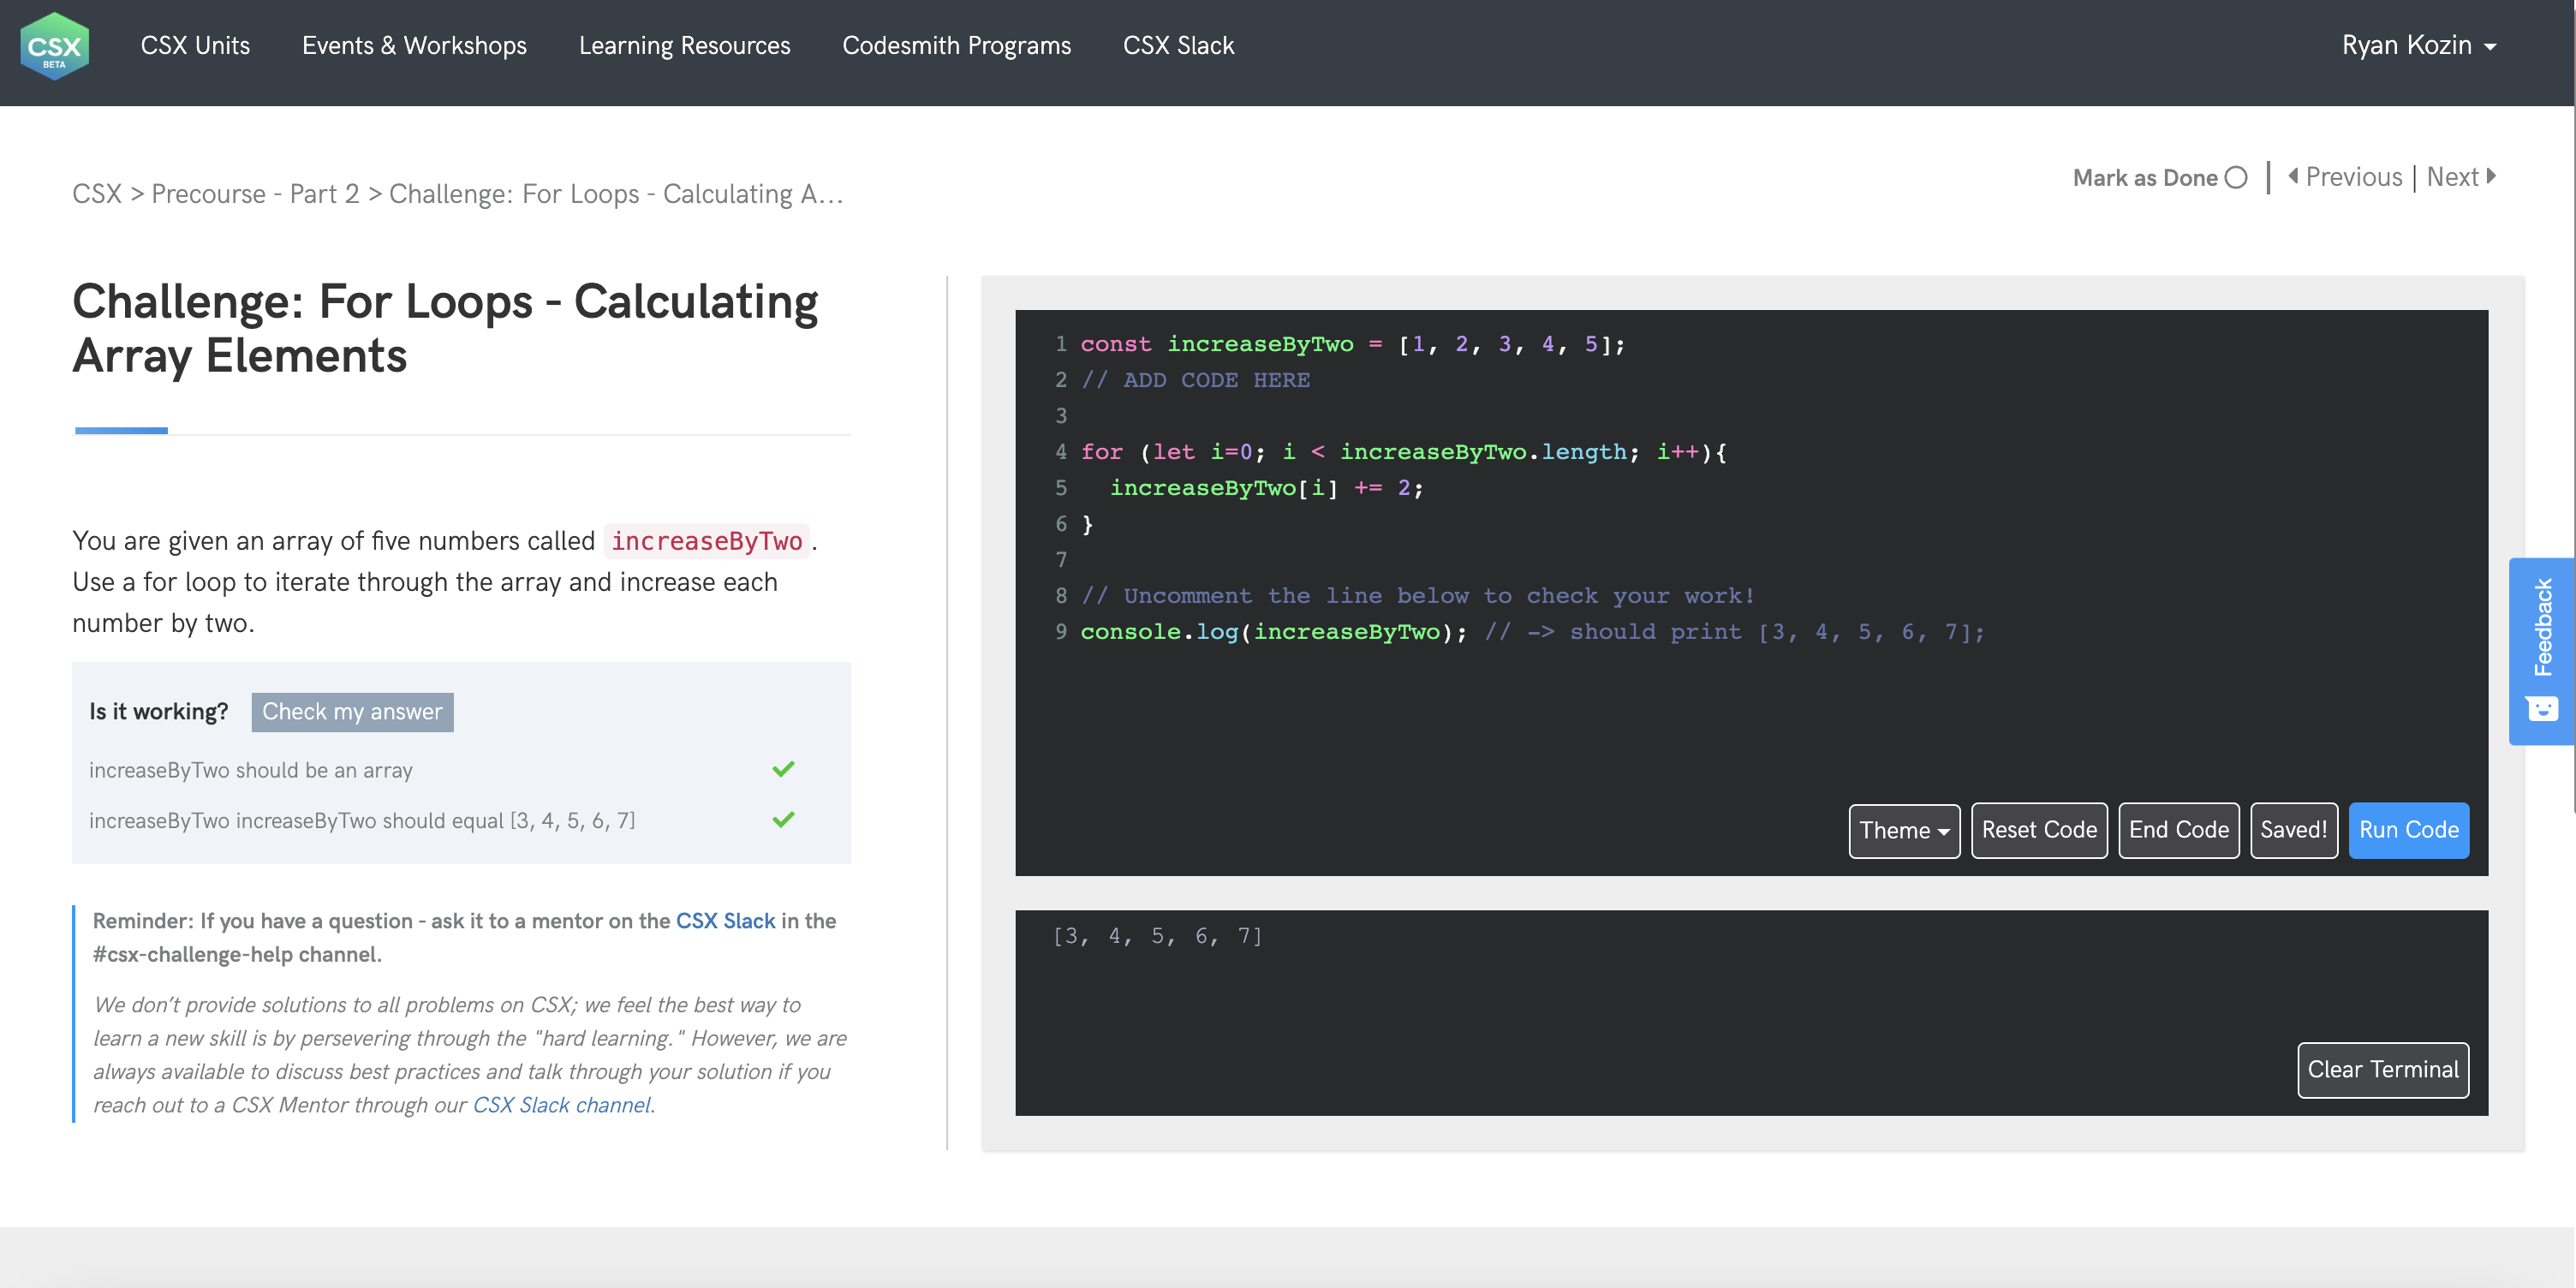 CSX
BETA
CSX Units
Events & Workshops
Learning Resources
Codesmith Programs
CSX Slack
Ryan Kozin
CSX > Precourse - Part 2 > Challenge: For Loops - Calculating A...
Mark as Done
Previous | Next
Challenge: For Loops - Calculating
Array Elements
You are given an array of five numbers called increaseByTwo.
Use a for loop to iterate through the array and increase each
number by two.
Is it working? Check my answer
increaseByTwo should be an array
increaseByTwo increaseByTwo should equal [3, 4, 5, 6, 7]
Reminder: If you have a question - ask it to a mentor on the CSX Slack in the
#csx-challenge-help channel.
We don’t provide solutions to all problems on CSX; we feel the best way to
learn a new skill is by persevering through the "hard learning." However, we are
always available to discuss best practices and talk through your solution if you
reach out to a CSX Mentor through our CSX Slack channel.
1 const increaseByTwo = [1, 2, 3, 4, 5];
2 // ADD CODE HERE
3
4 for (let i=0; i < increaseByTwo.length; i++){
5   increaseByTwo[i] += 2;
6 }
7
8 // Uncomment the line below to check your work!
9 console.log(increaseByTwo); // -> should print [3, 4, 5, 6, 7];
Theme
Reset Code
End Code
Saved!
Run Code
[3, 4, 5, 6, 7]
Clear Terminal
Feedback